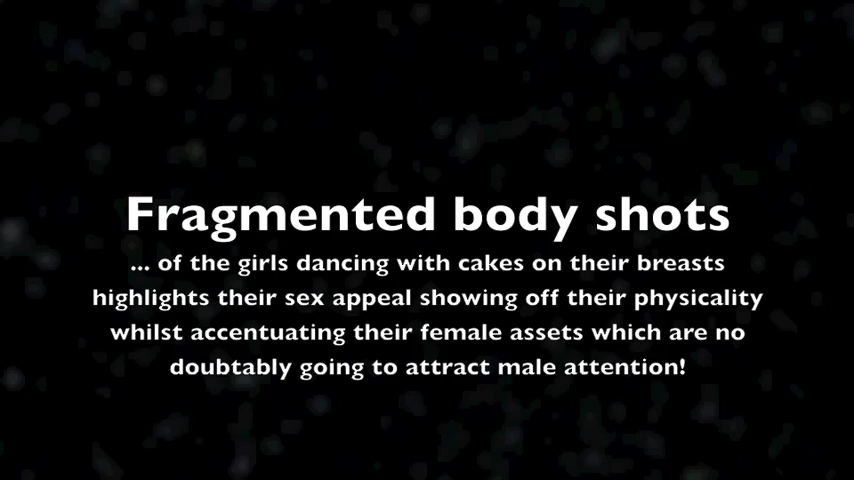 Fragmented body shots
... of the girls dancing with cakes on their breasts
highlights their sex appeal showing off their physicality
whilst accentuating their female assets which are no
doubtably going to attract male attention!